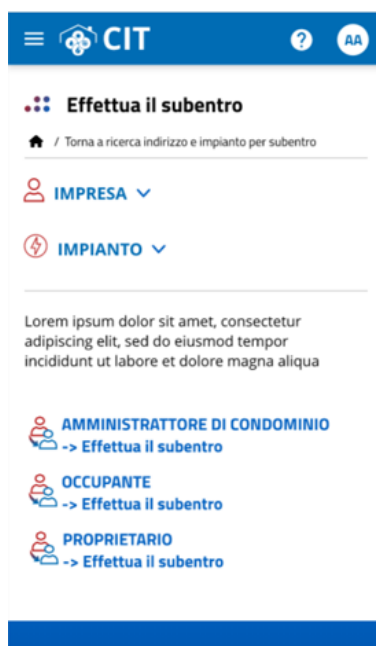 CIT
?
AA
Effettua il subentro
/ Torna a ricerca indirizzo e impianto per subentro
IMPRESA
IMPIANTO
Lorem ipsum dolor sit amet, consectetur
adipiscing elit, sed do eiusmod tempor
incididunt ut labore et dolore magna aliqua
AMMINISTRATTORE DI CONDOMINIO
-> Effettua il subentro
OCCUPANTE
-> Effettua il subentro
PROPRIETARIO
-> Effettua il subentro